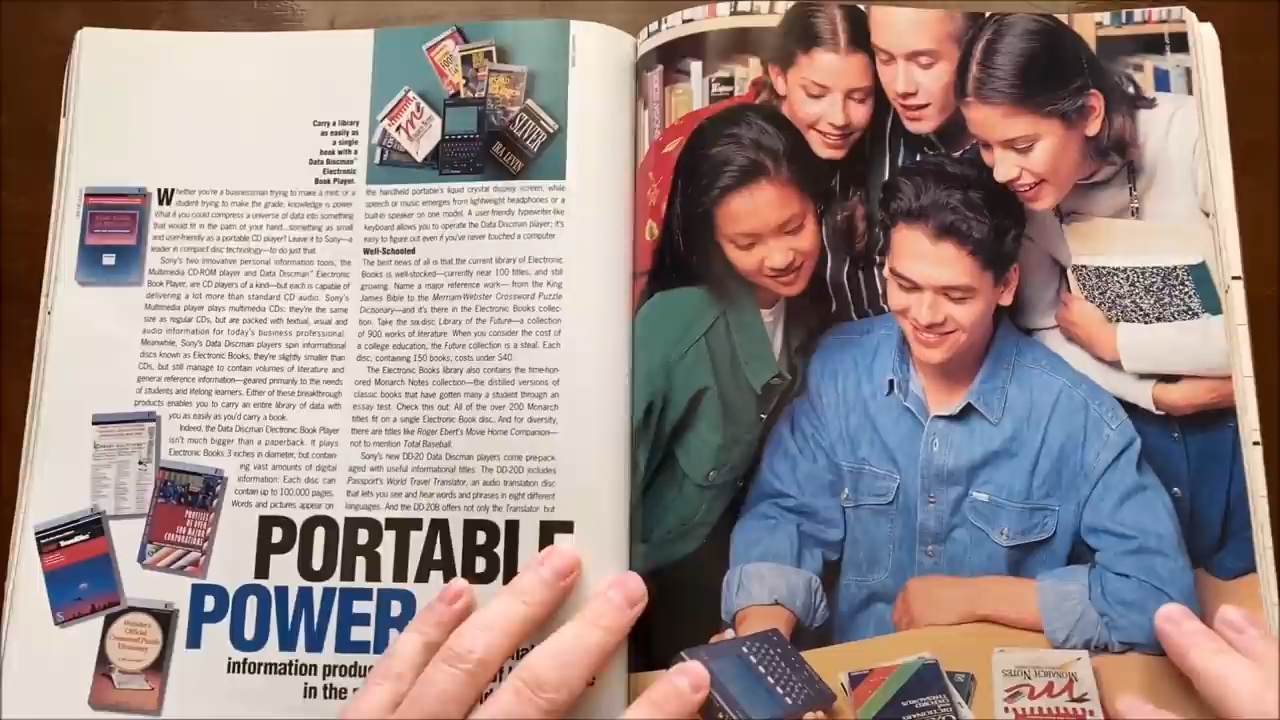 Carry a library
as easily as
a single
book with a
Data Discman™
Electronic
Book Player.
SLIVER
IRA LEVIN
Whether you're a businessman trying to make a mint, or a
student trying to make the grade, knowledge is power.
What if you could compress a universe of data into something
that would fit in the palm of your hand...something as small
and user-friendly as a portable CD player? Leave it to Sony—a
leader in compact disc technology—to do just that.
Sony's two innovative personal information tools, the
Multimedia CD-ROM player and Data Discman™ Electronic
Book Player, are CD players of a kind—but each is capable of
delivering a lot more than standard CD audio. Sony's
Multimedia player plays multimedia CDs: they're the same
size as regular CDs, but are packed with textual, visual and
audio information for today's business professional.
Meanwhile, Sony's Data Discman players spin informational
discs known as Electronic Books, they're slightly smaller than
CDs, but still manage to contain volumes of literature and
general reference information—geared primarily to the needs
of students and lifelong learners. Either of these breakthrough
products enables you to carry an entire library of data with
you as easily as you'd carry a book.
Indeed, the Data Discman Electronic Book Player
isn't much bigger than a paperback. It plays
Electronic Books 3 inches in diameter, but contain-
ing vast amounts of digital
information: Each disc can
contain up to 100,000 pages.
Words and pictures appear on
the handheld portable's liquid crystal display screen, while
speech or music emerges from lightweight headphones or a
built-in speaker on one model. A user-friendly typewriter-like
keyboard allows you to operate the Data Discman player; it's
easy to figure out even if you've never touched a computer.
Well-Schooled
The best news of all is that the current library of Electronic
Books is well-stocked—currently near 100 titles, and still
growing. Name a major reference work— from the King
James Bible to the Merriam-Webster Crossword Puzzle
Dictionary—and it's there in the Electronic Books collec-
tion. Take the six-disc Library of the Future—a collection
of 900 works of literature. When you consider the cost of
a college education, the Future collection is a steal. Each
disc, containing 150 books, costs under $40.
The Electronic Books library also contains the time-hon-
ored Monarch Notes collection—the distilled versions of
classic books that have gotten many a student through an
essay test. Check this out: All of the over 200 Monarch
titles fit on a single Electronic Book disc. And for diversity,
there are titles like Roger Ebert's Movie Home Companion—
not to mention Total Baseball.
Sony's new DD-20 Data Discman players come pre-pack-
aged with useful informational titles. The DD-20D includes
Passport's World Travel Translator, an audio translation disc
that lets you see and hear words and phrases in eight different
languages. And the DD-20B offers not only the Translator but
PROFILES
OF OVER
500 MAJOR
CORPORATIONS
Webster's
Official
Crossword Puzzle
Dictionary
PORTABLE
POWER
information produ
in the
DICTIONARY
THESAURUS
MONARCH NOTES